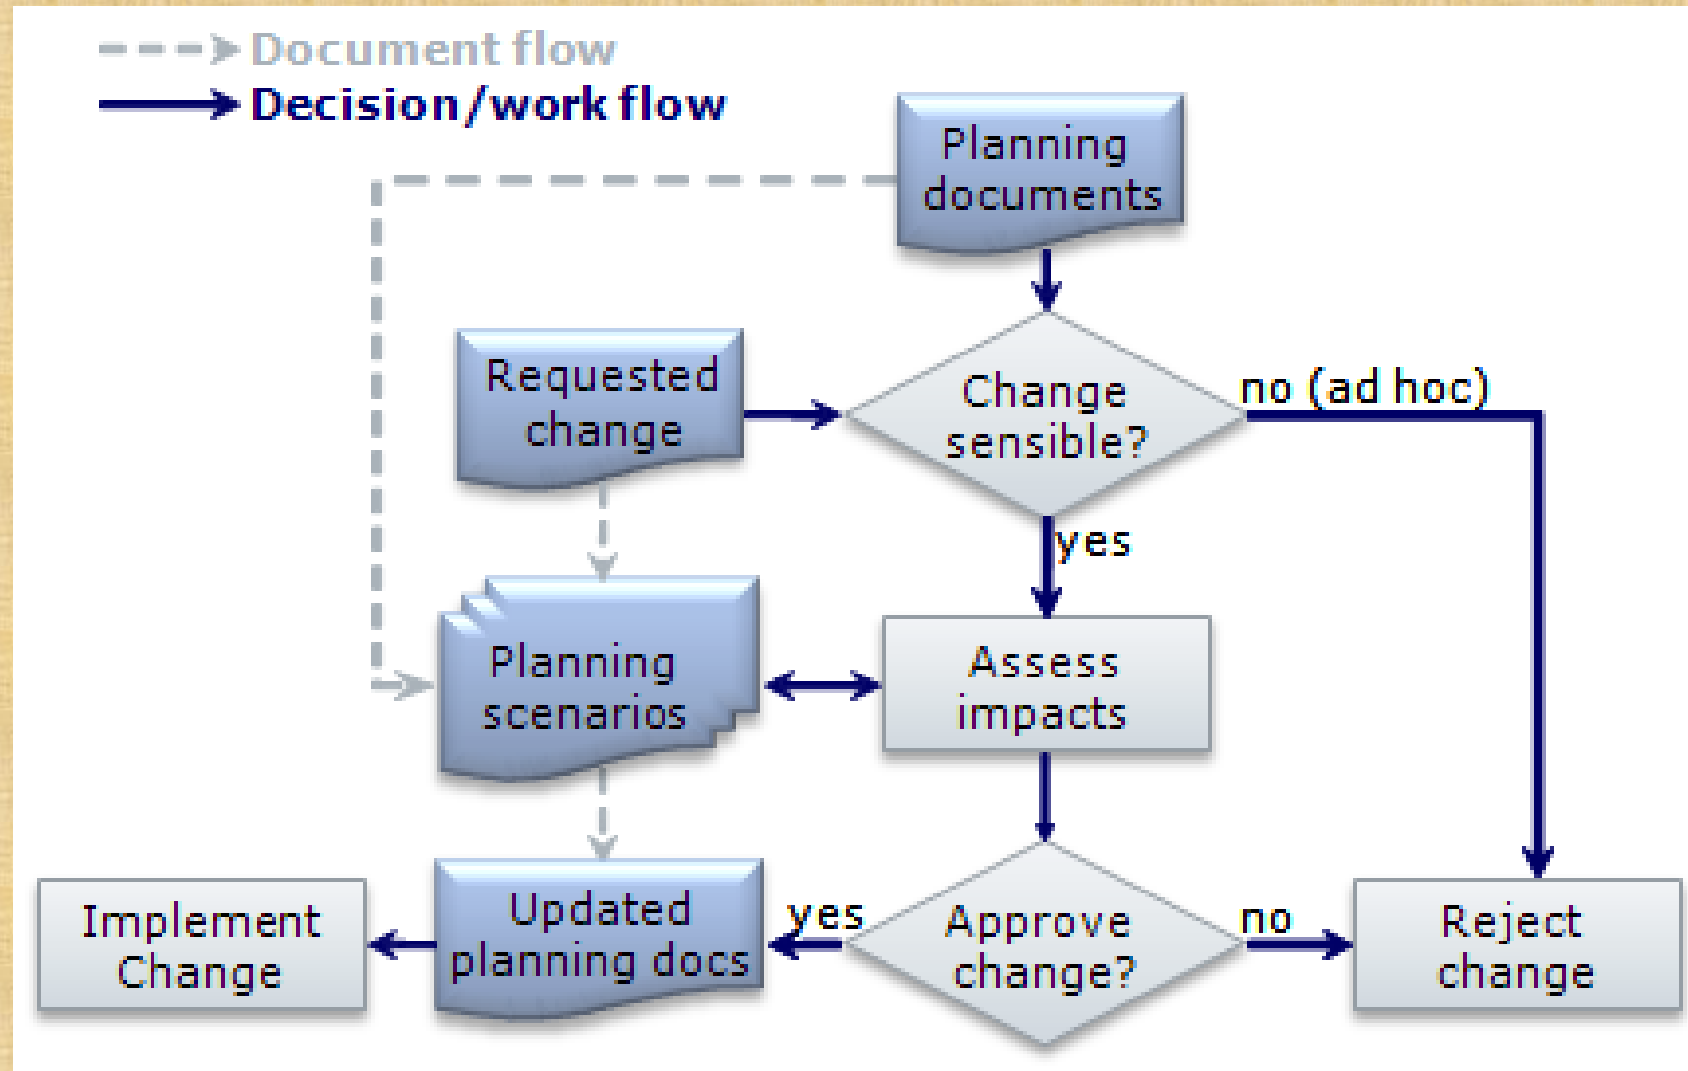 Document flow
Decision/work flow
Planning
documents
Requested
change
Change
sensible?
no (ad hoc)
yes
Planning
scenarios
Assess
impacts
Implement
Change
Updated
planning docs
yes
Approve
change?
no
Reject
change